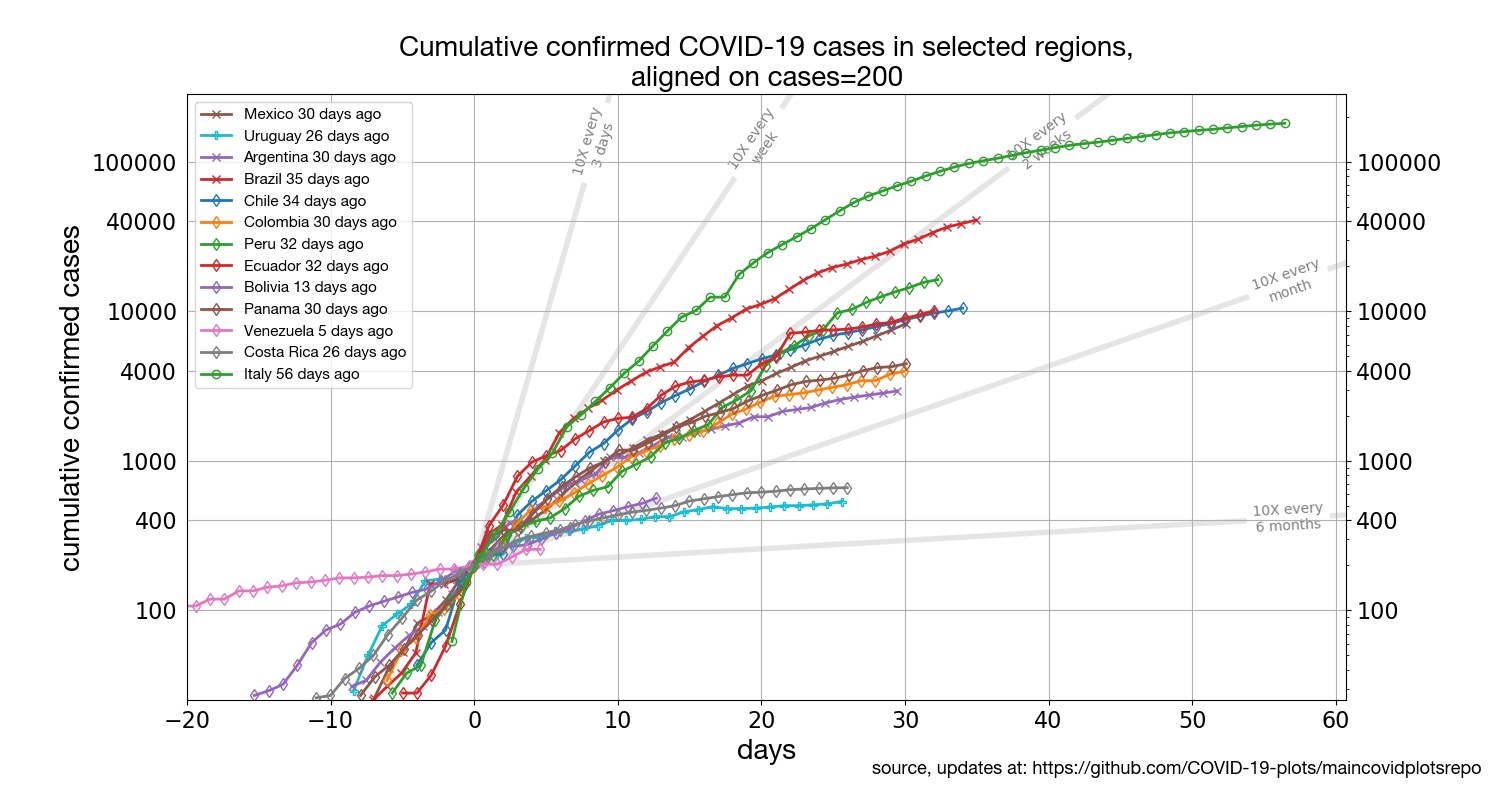 Cumulative confirmed COVID-19 cases in selected regions,
aligned on cases=200
Mexico 30 days ago
Uruguay 26 days ago
Argentina 30 days ago
Brazil 35 days ago
Chile 34 days ago
Colombia 30 days ago
Peru 32 days ago
Ecuador 32 days ago
Bolivia 13 days ago
Panama 30 days ago
Venezuela 5 days ago
Costa Rica 26 days ago
Italy 56 days ago
10X every
3 days
10X every
week
10X every
2 weeks
10X every
month
10X every
6 months
cumulative confirmed cases
100000
40000
10000
4000
1000
400
100
100000
40000
10000
4000
1000
400
100
−20
−10
0
10
20
30
40
50
60
days
source, updates at: https://github.com/COVID-19-plots/maincovidplotsrepo